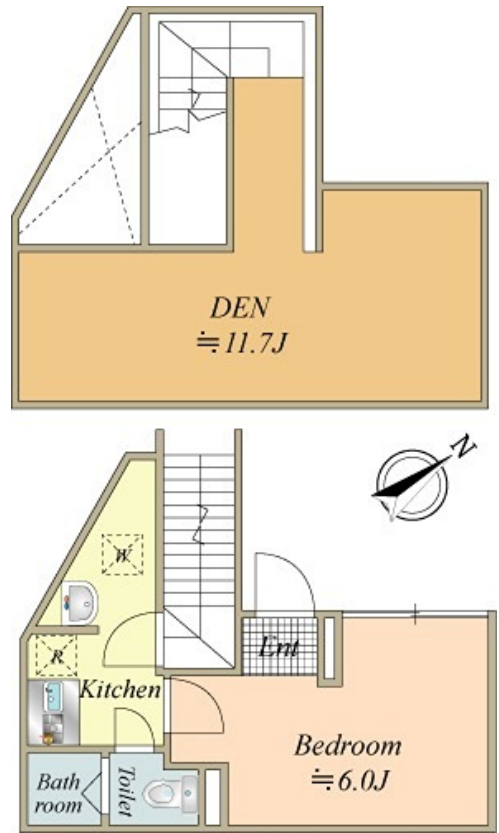 DEN
≒11.7J
N
W
Ent
R
Kitchen
Bedroom
≒6.0J
Bath
room
Toilet